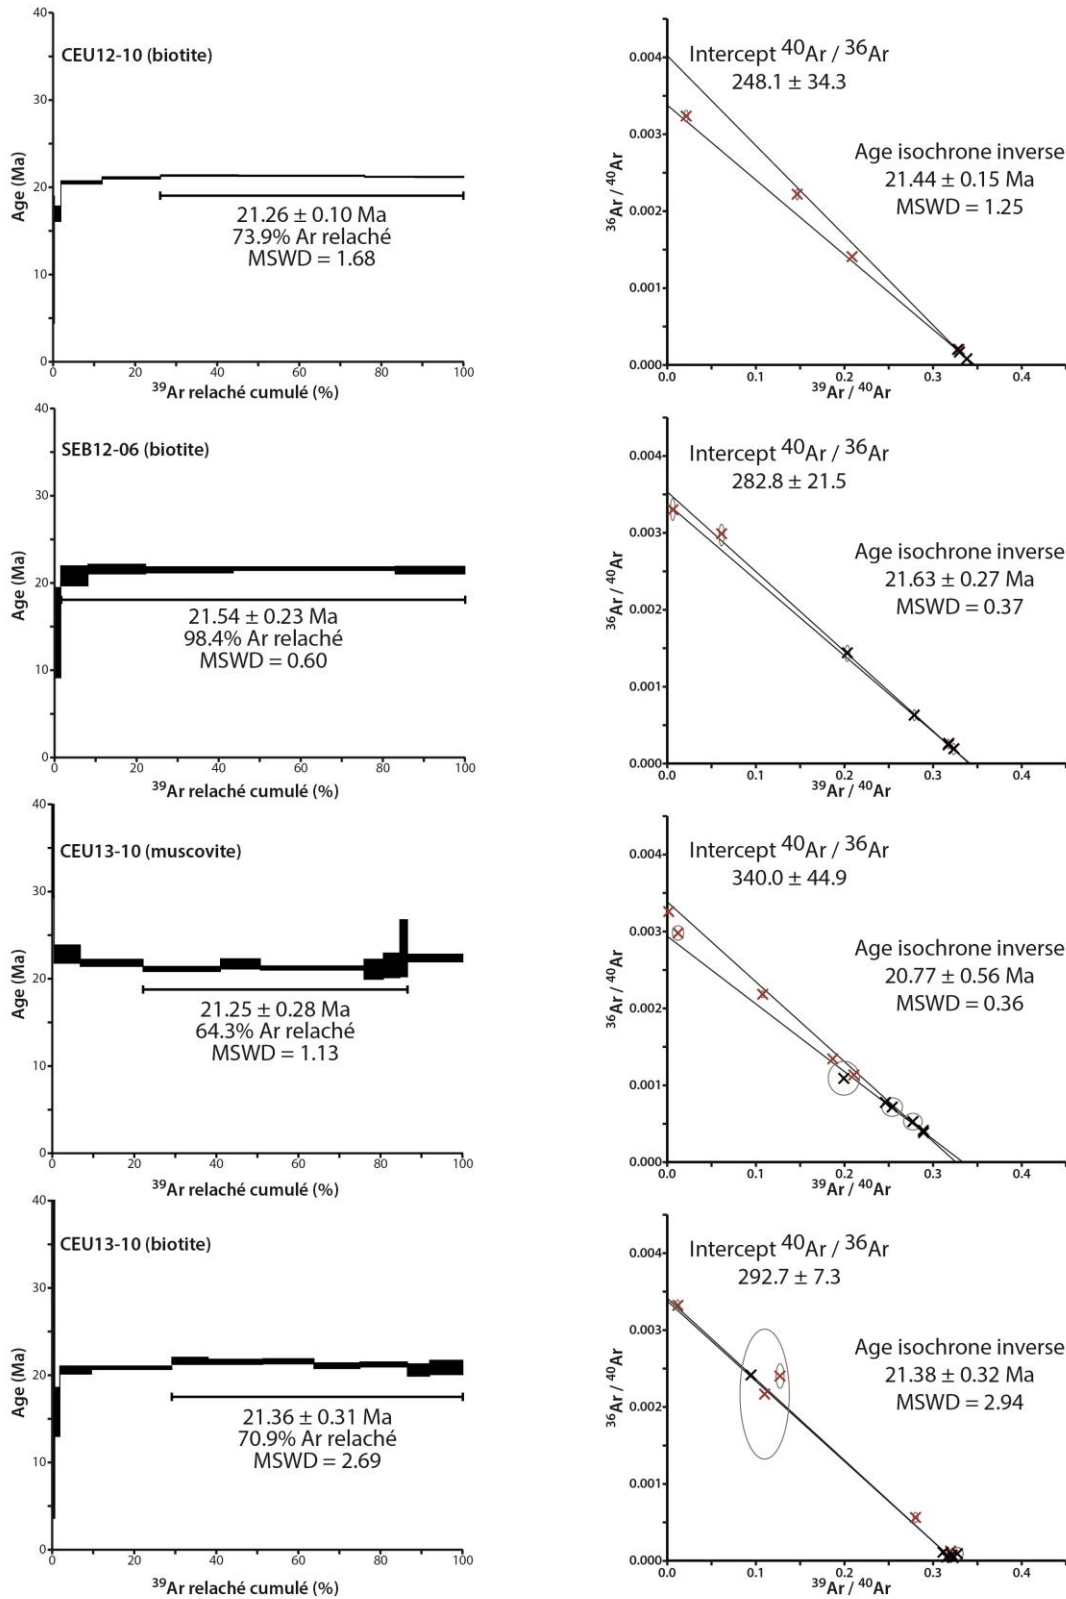 CEU12-10 (biotite)
Age (Ma)
40
30
20
10
0
21.26 ± 0.10 Ma
73.9% Ar relaché
MSWD = 1.68
0 20 40 60 80 100
³⁹Ar relaché cumulé (%)
Intercept ⁴⁰Ar / ³⁶Ar
248.1 ± 34.3
Age isochrone inverse
21.44 ± 0.15 Ma
MSWD = 1.25
³⁶Ar / ⁴⁰Ar
0.004
0.003
0.002
0.001
0.000
0.0 0.1 0.2 0.3 0.4
³⁹Ar / ⁴⁰Ar
SEB12-06 (biotite)
Age (Ma)
40
30
20
10
0
21.54 ± 0.23 Ma
98.4% Ar relaché
MSWD = 0.60
0 20 40 60 80 100
³⁹Ar relaché cumulé (%)
Intercept ⁴⁰Ar / ³⁶Ar
282.8 ± 21.5
Age isochrone inverse
21.63 ± 0.27 Ma
MSWD = 0.37
³⁶Ar / ⁴⁰Ar
0.004
0.003
0.002
0.001
0.000
0.0 0.1 0.2 0.3 0.4
³⁹Ar / ⁴⁰Ar
CEU13-10 (muscovite)
Age (Ma)
40
30
20
10
0
21.25 ± 0.28 Ma
64.3% Ar relaché
MSWD = 1.13
0 20 40 60 80 100
³⁹Ar relaché cumulé (%)
Intercept ⁴⁰Ar / ³⁶Ar
340.0 ± 44.9
Age isochrone inverse
20.77 ± 0.56 Ma
MSWD = 0.36
³⁶Ar / ⁴⁰Ar
0.004
0.003
0.002
0.001
0.000
0.0 0.1 0.2 0.3 0.4
³⁹Ar / ⁴⁰Ar
CEU13-10 (biotite)
Age (Ma)
40
30
20
10
0
21.36 ± 0.31 Ma
70.9% Ar relaché
MSWD = 2.69
0 20 40 60 80 100
³⁹Ar relaché cumulé (%)
Intercept ⁴⁰Ar / ³⁶Ar
292.7 ± 7.3
Age isochrone inverse
21.38 ± 0.32 Ma
MSWD = 2.94
³⁶Ar / ⁴⁰Ar
0.004
0.003
0.002
0.001
0.000
0.0 0.1 0.2 0.3 0.4
³⁹Ar / ⁴⁰Ar